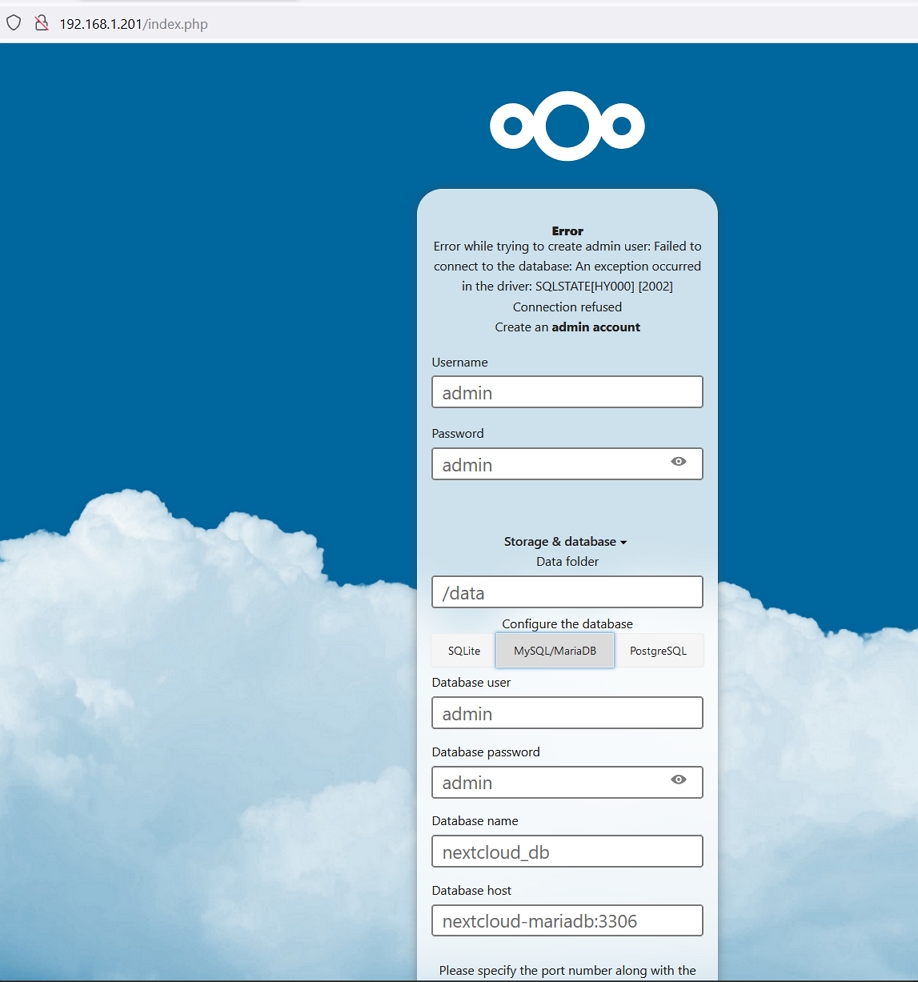 192.168.1.201/index.php
Error
Error while trying to create admin user: Failed to
connect to the database: An exception occurred
in the driver: SQLSTATE[HY000] [2002]
Connection refused
Create an admin account
Username
admin
Password
admin
Storage & database
Data folder
/data
Configure the database
SQLite MySQL/MariaDB PostgreSQL
Database user
admin
Database password
admin
Database name
nextcloud_db
Database host
nextcloud-mariadb:3306
Please specify the port number along with the